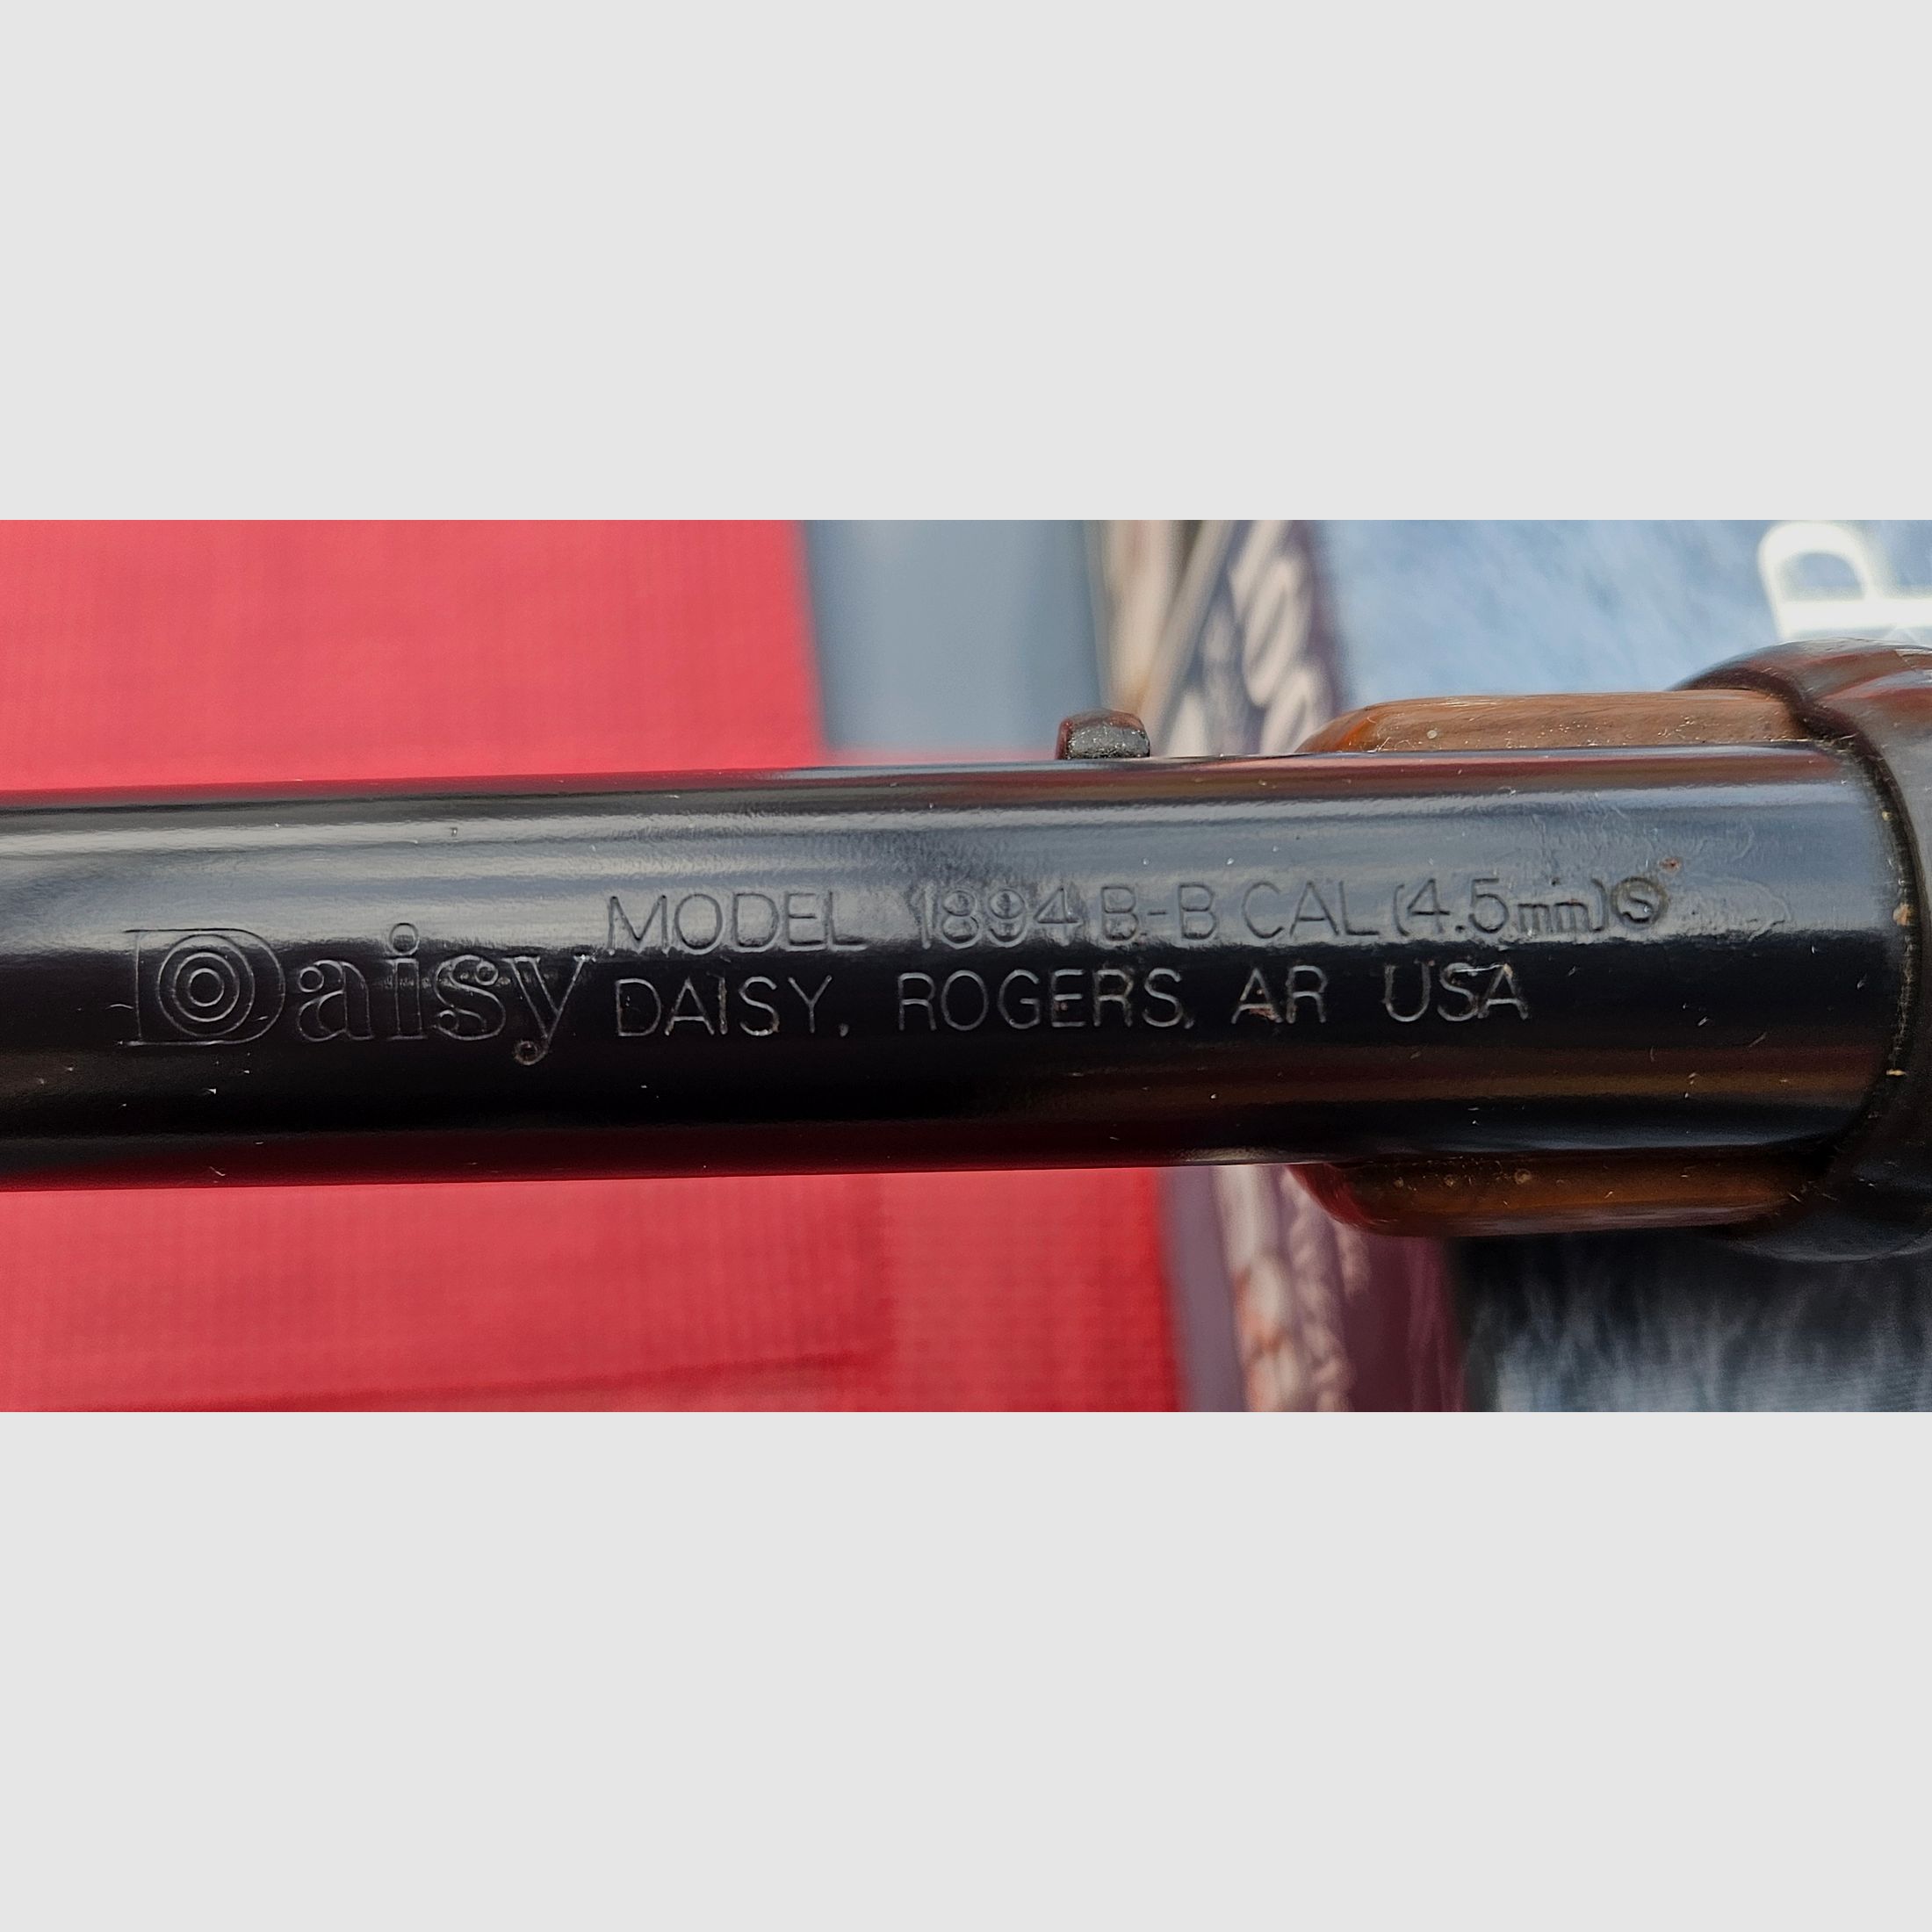 Daisy
MODEL 1894 B-B CAL (4.5mm) Ⓢ
DAISY, ROGERS, AR USA
P